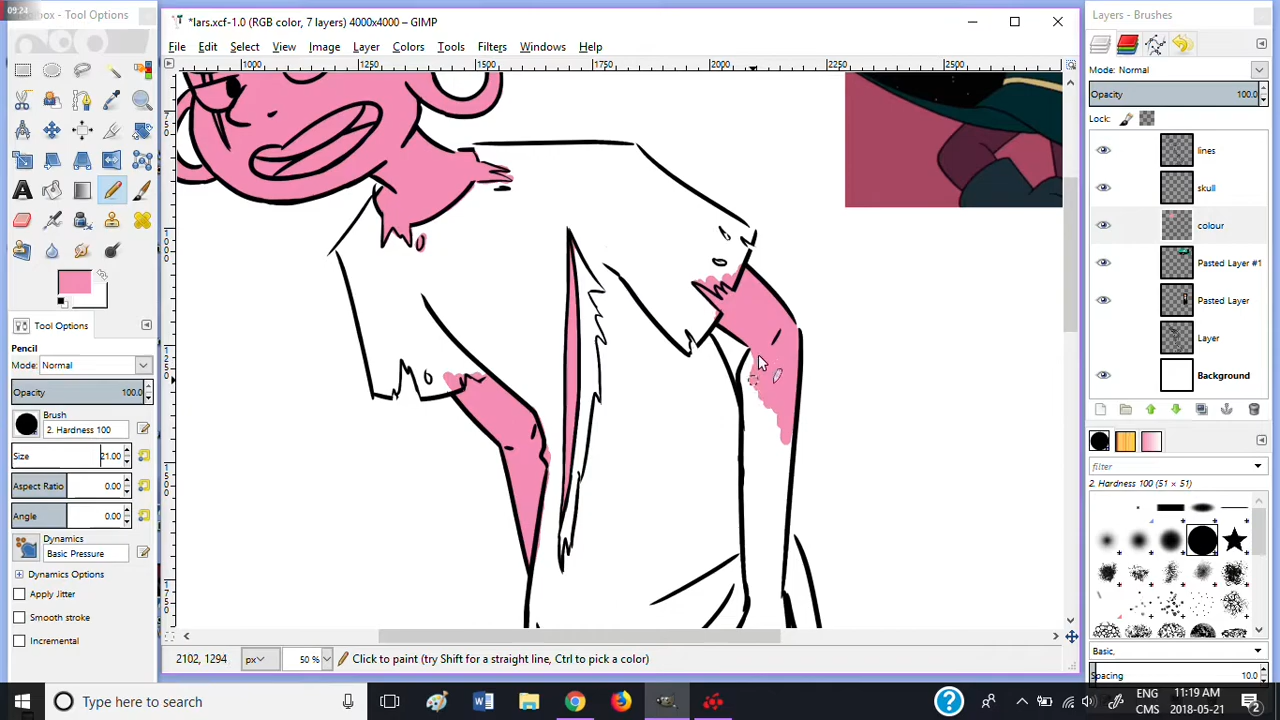 09:24
box - Tool Options
*lars.xcf-1.0 (RGB color, 7 layers) 4000x4000 – GIMP
Layers - Brushes
File Edit Select View Image Layer Colors Tools Filters Windows Help
1000 1250 1500 1750 2000 2250 2500
Mode: Normal
Opacity 100.0
Lock:
lines
skull
colour
Pasted Layer #1
Pasted Layer
Layer
Background
Tool Options
Pencil
Mode: Normal
Opacity 100.0
Brush
2. Hardness 100
Size 21.00
Aspect Ratio 0.00
Angle 0.00
Dynamics
Basic Pressure
Dynamics Options
Apply Jitter
Smooth stroke
Incremental
filter
2. Hardness 100 (51 × 51)
Basic,
Spacing 10.0
2102, 1294 px 50 % Click to paint (try Shift for a straight line, Ctrl to pick a color)
Type here to search
ENG
CMS
11:19 AM
2018-05-21
2